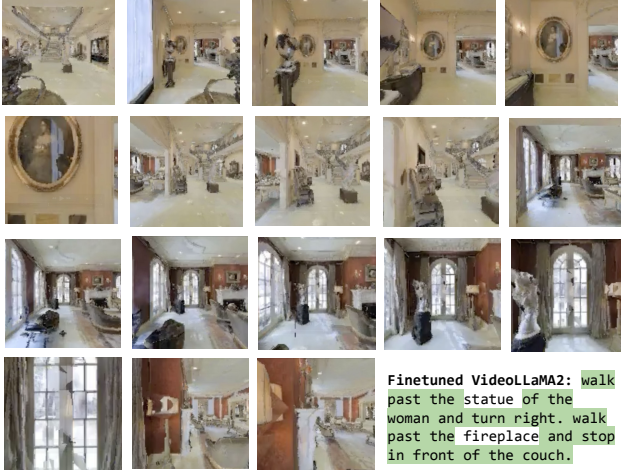 Finetuned VideoLLaMA2: walk
past the statue of the
woman and turn right. walk
past the fireplace and stop
in front of the couch.